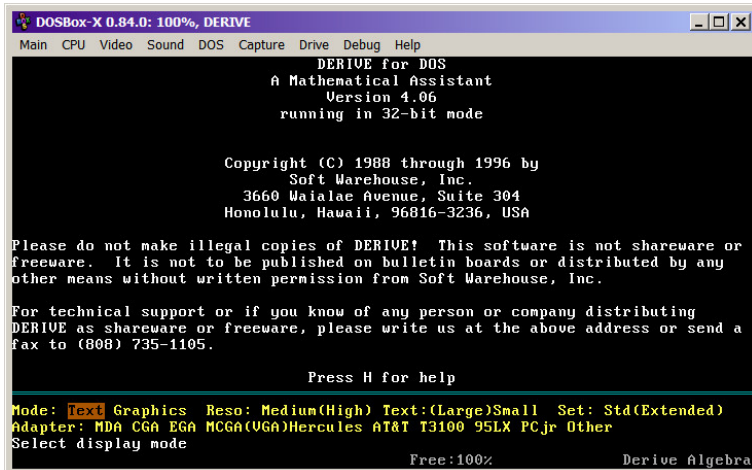 DOSBox-X 0.84.0: 100%, DERIVE
Main CPU Video Sound DOS Capture Drive Debug Help
DERIVE for DOS
A Mathematical Assistant
Version 4.06
running in 32-bit mode
Copyright (C) 1988 through 1996 by
Soft Warehouse, Inc.
3660 Waialae Avenue, Suite 304
Honolulu, Hawaii, 96816-3236, USA
Please do not make illegal copies of DERIVE!  This software is not shareware or
freeware.  It is not to be published on bulletin boards or distributed by any
other means without written permission from Soft Warehouse, Inc.
For technical support or if you know of any person or company distributing
DERIVE as shareware or freeware, please write us at the above address or send a
fax to (808) 735-1105.
Press H for help
Mode: Text Graphics  Reso: Medium(High) Text:(Large)Small  Set: Std(Extended)
Adapter: MDA CGA EGA MCGA(VGA)Hercules AT&T T3100 95LX PCjr Other
Select display mode
Free:100% Derive Algebra